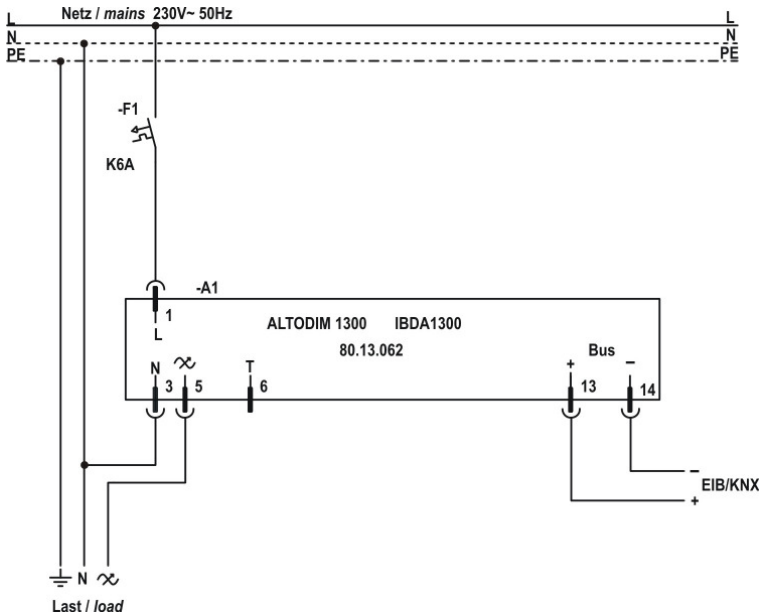 Netz / mains 230V~ 50Hz
L L
N N
PE PE
-F1
K6A
-A1
1
L
ALTODIM 1300 IBDA1300
80.13.062
Bus
N T + −
3 5 6 13 14
−
EIB/KNX
+
N
Last / load